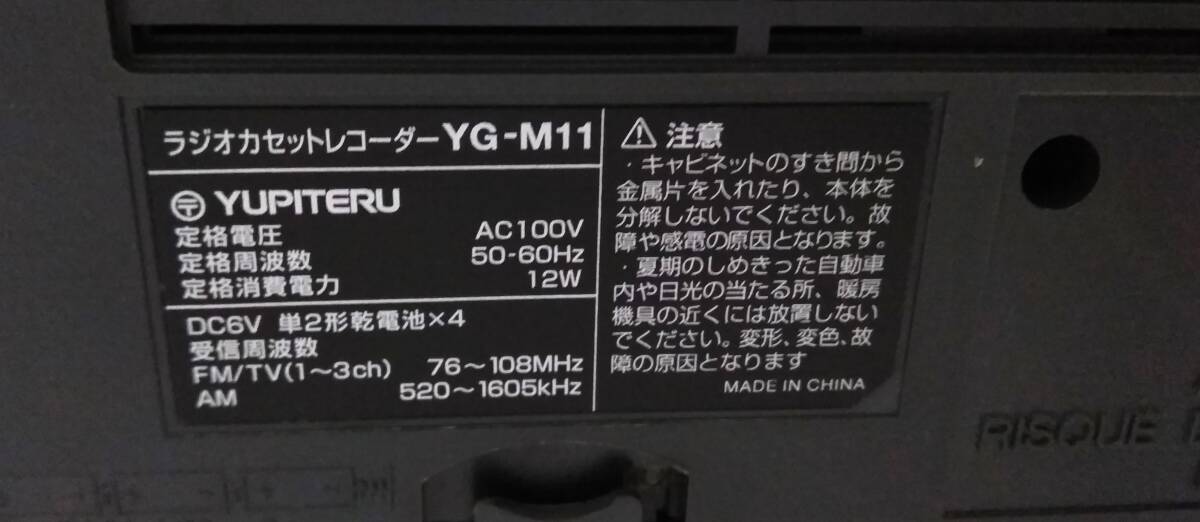 ラジオカセットレコーダーYG-M11
〒 YUPITERU
定格電圧 AC100V
定格周波数 50-60Hz
定格消費電力 12W
DC6V 単2形乾電池×4
受信周波数
FM/TV(1〜3ch) 76〜108MHz
AM 520〜1605kHz
⚠ 注意
・キャビネットのすき間から
金属片を入れたり、本体を
分解しないでください。故
障や感電の原因となります。
・夏期のしめきった自動車
内や日光の当たる所、暖房
機具の近くには放置しない
でください。変形、変色、故
障の原因となります
MADE IN CHINA
RISQUE